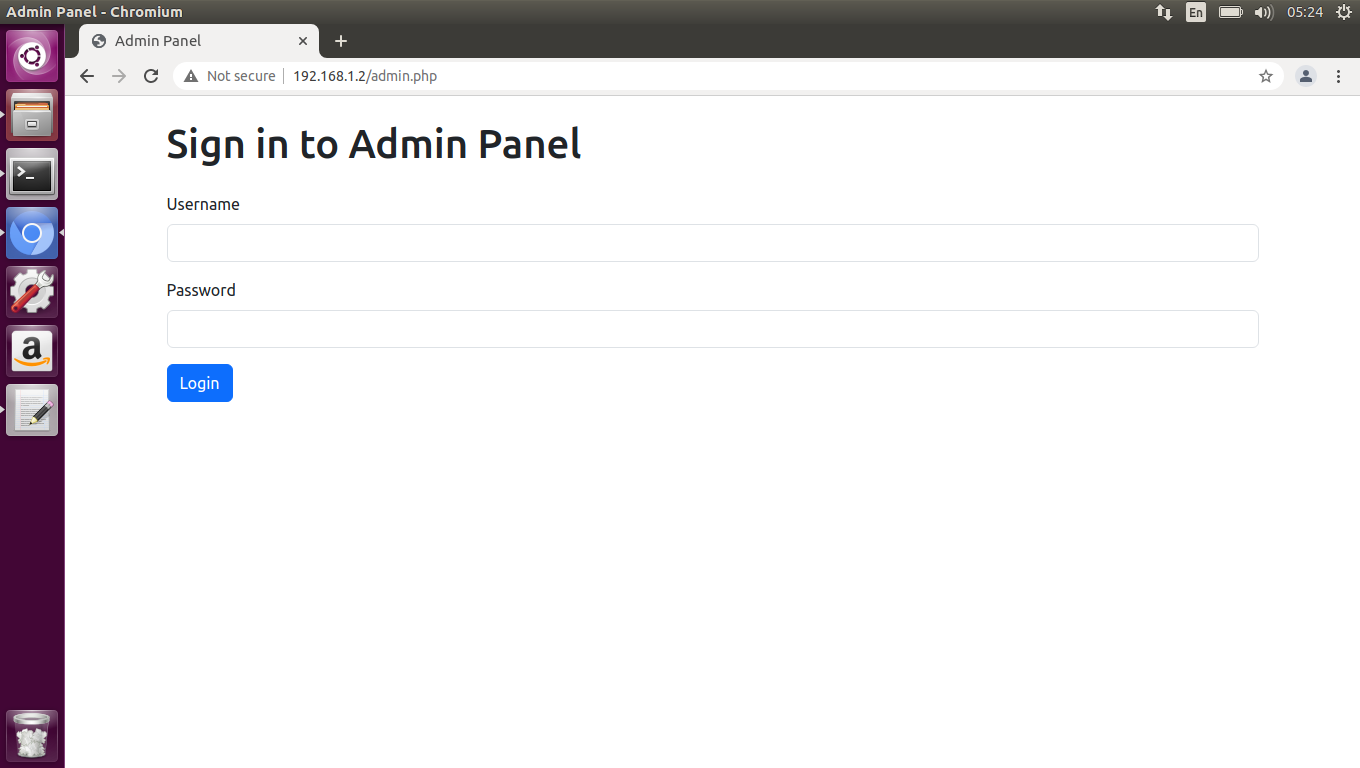 Admin Panel - Chromium
En
05:24
Admin Panel
Not secure
192.168.1.2/admin.php
Sign in to Admin Panel
Username
Password
Login